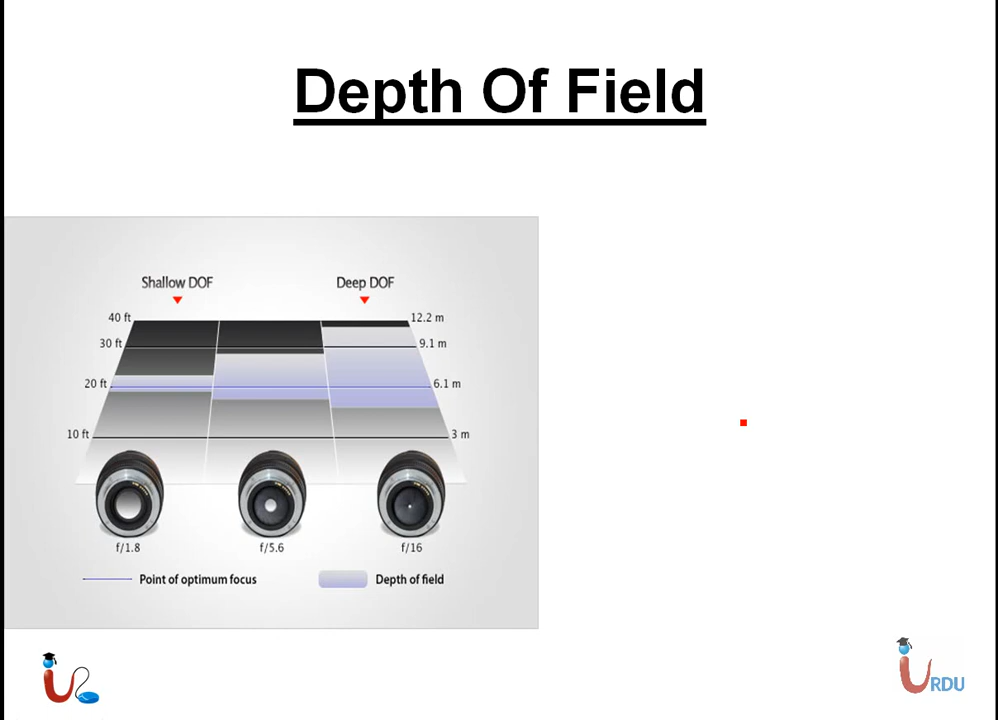 Depth Of Field
Shallow DOF
Deep DOF
40 ft
12.2 m
30 ft
9.1 m
20 ft
6.1 m
10 ft
3 m
f/1.8
f/5.6
f/16
Point of optimum focus
Depth of field
RDU